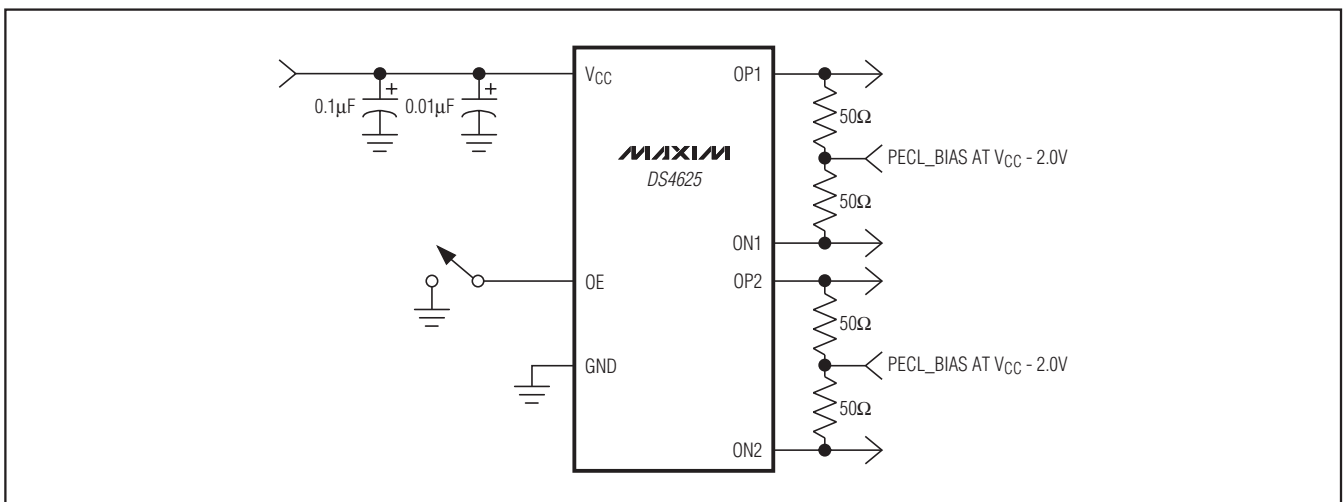 VCC
OP1
0.1µF
0.01µF
+
+
50Ω
MAXIM
DS4625
PECL_BIAS AT VCC - 2.0V
50Ω
ON1
OE
OP2
50Ω
GND
PECL_BIAS AT VCC - 2.0V
50Ω
ON2